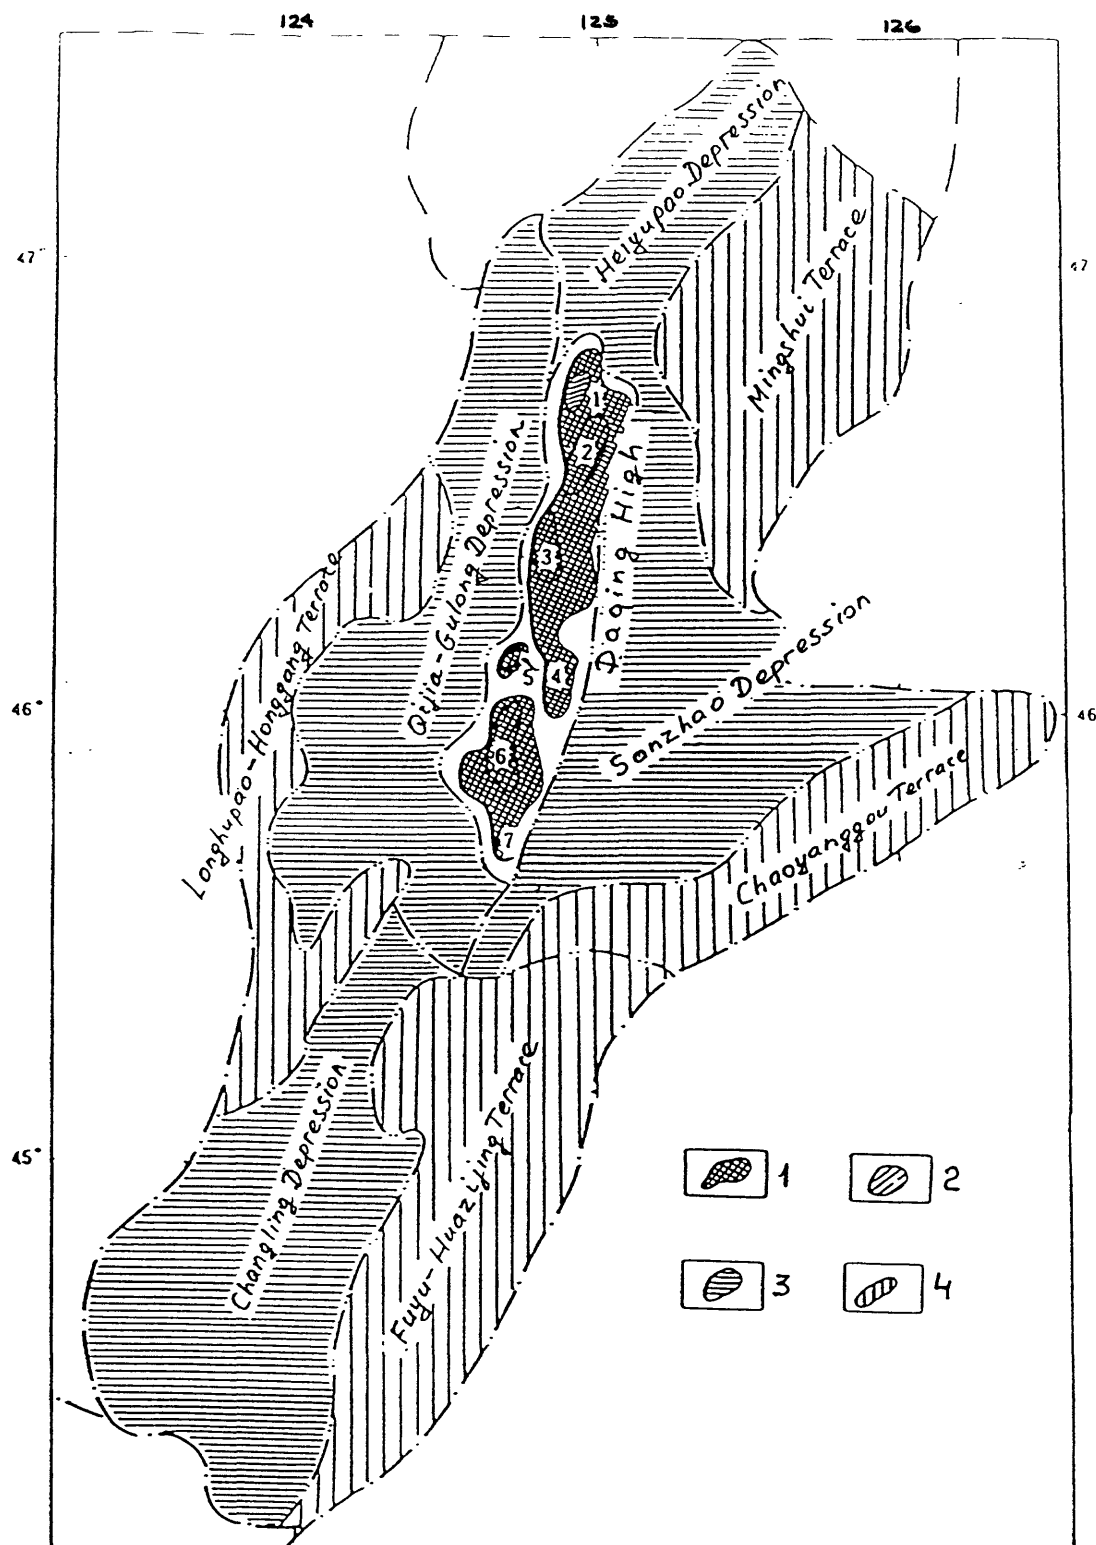 124 125 126
Heiyupao Depression
47°
47
Mingshui Terrace
1
2
Qijia-Gulong Depression
Daqing High
3
Longhupao-Honggang Terrace
5
4
Sanzhao Depression
46°
46
6
Chaoyanggou Terrace
7
Changling Depression
Fuyu-Huazijing Terrace
45°
1
2
3
4